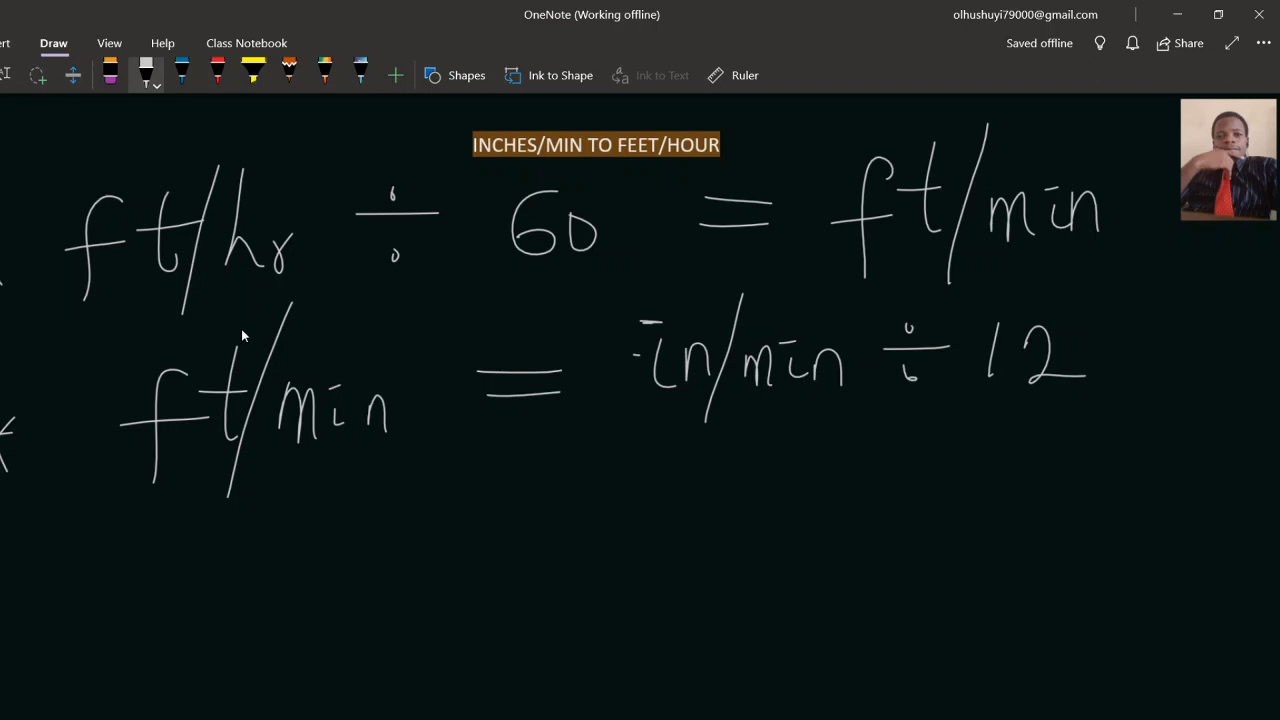 OneNote (Working offline) olhushuyi79000@gmail.com
ert Draw View Help Class Notebook Saved offline Share
Shapes Ink to Shape Ink to Text Ruler
INCHES/MIN TO FEET/HOUR
ft/hr ÷ 60 = ft/min
ft/min = in/min ÷ 12